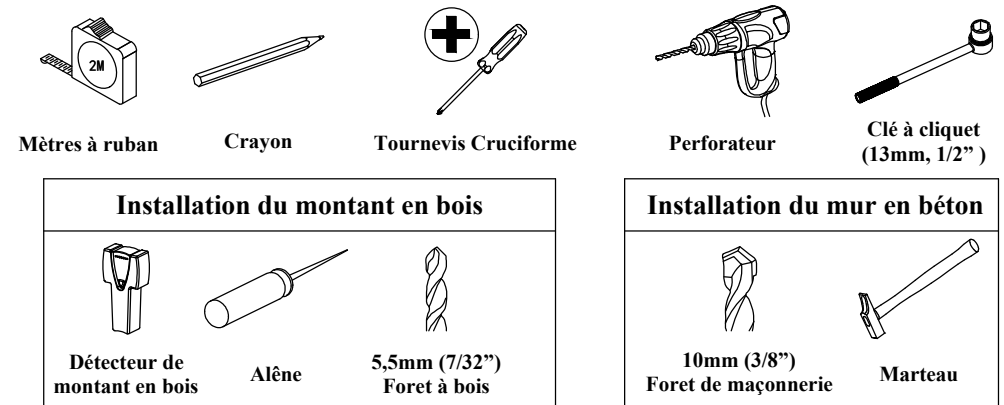 2M
Mètres à ruban
Crayon
Tournevis Cruciforme
Perforateur
Clé à cliquet
(13mm, 1/2” )
Installation du montant en bois
Détecteur de
montant en bois
Alêne
5,5mm (7/32”)
Foret à bois
Installation du mur en béton
10mm (3/8”)
Foret de maçonnerie
Marteau